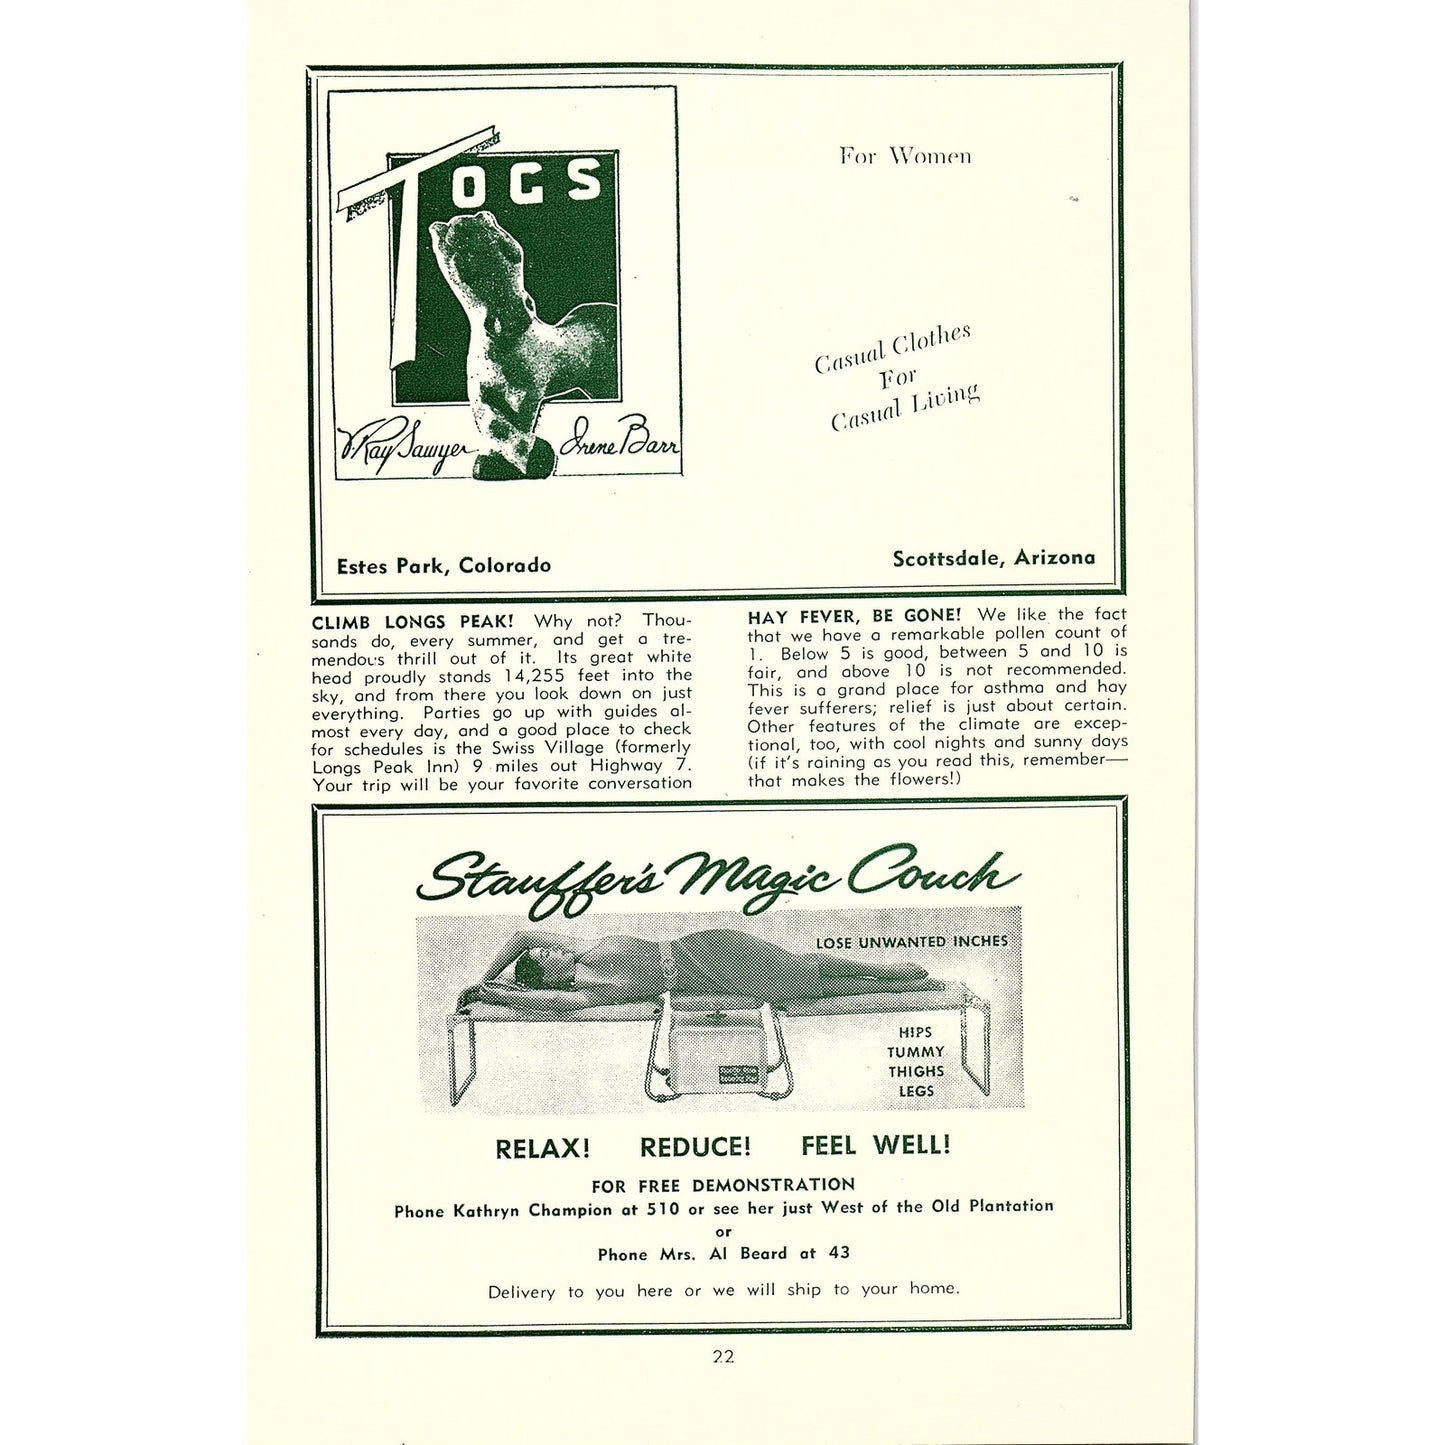 TOGS
For Women
Casual Clothes
For
Casual Living
V. Ray Sawyer
Irene Barr
Estes Park, Colorado
Scottsdale, Arizona
CLIMB LONGS PEAK! Why not? Thou-
sands do, every summer, and get a tre-
mendous thrill out of it. Its great white
head proudly stands 14,255 feet into the
sky, and from there you look down on just
everything. Parties go up with guides al-
most every day, and a good place to check
for schedules is the Swiss Village (formerly
Longs Peak Inn) 9 miles out Highway 7.
Your trip will be your favorite conversation
HAY FEVER, BE GONE! We like the fact
that we have a remarkable pollen count of
1. Below 5 is good, between 5 and 10 is
fair, and above 10 is not recommended.
This is a grand place for asthma and hay
fever sufferers; relief is just about certain.
Other features of the climate are excep-
tional, too, with cool nights and sunny days
(if it's raining as you read this, remember—
that makes the flowers!)
Stauffer's Magic Couch
LOSE UNWANTED INCHES
HIPS
TUMMY
THIGHS
LEGS
RELAX! REDUCE! FEEL WELL!
FOR FREE DEMONSTRATION
Phone Kathryn Champion at 510 or see her just West of the Old Plantation
or
Phone Mrs. Al Beard at 43
Delivery to you here or we will ship to your home.
22